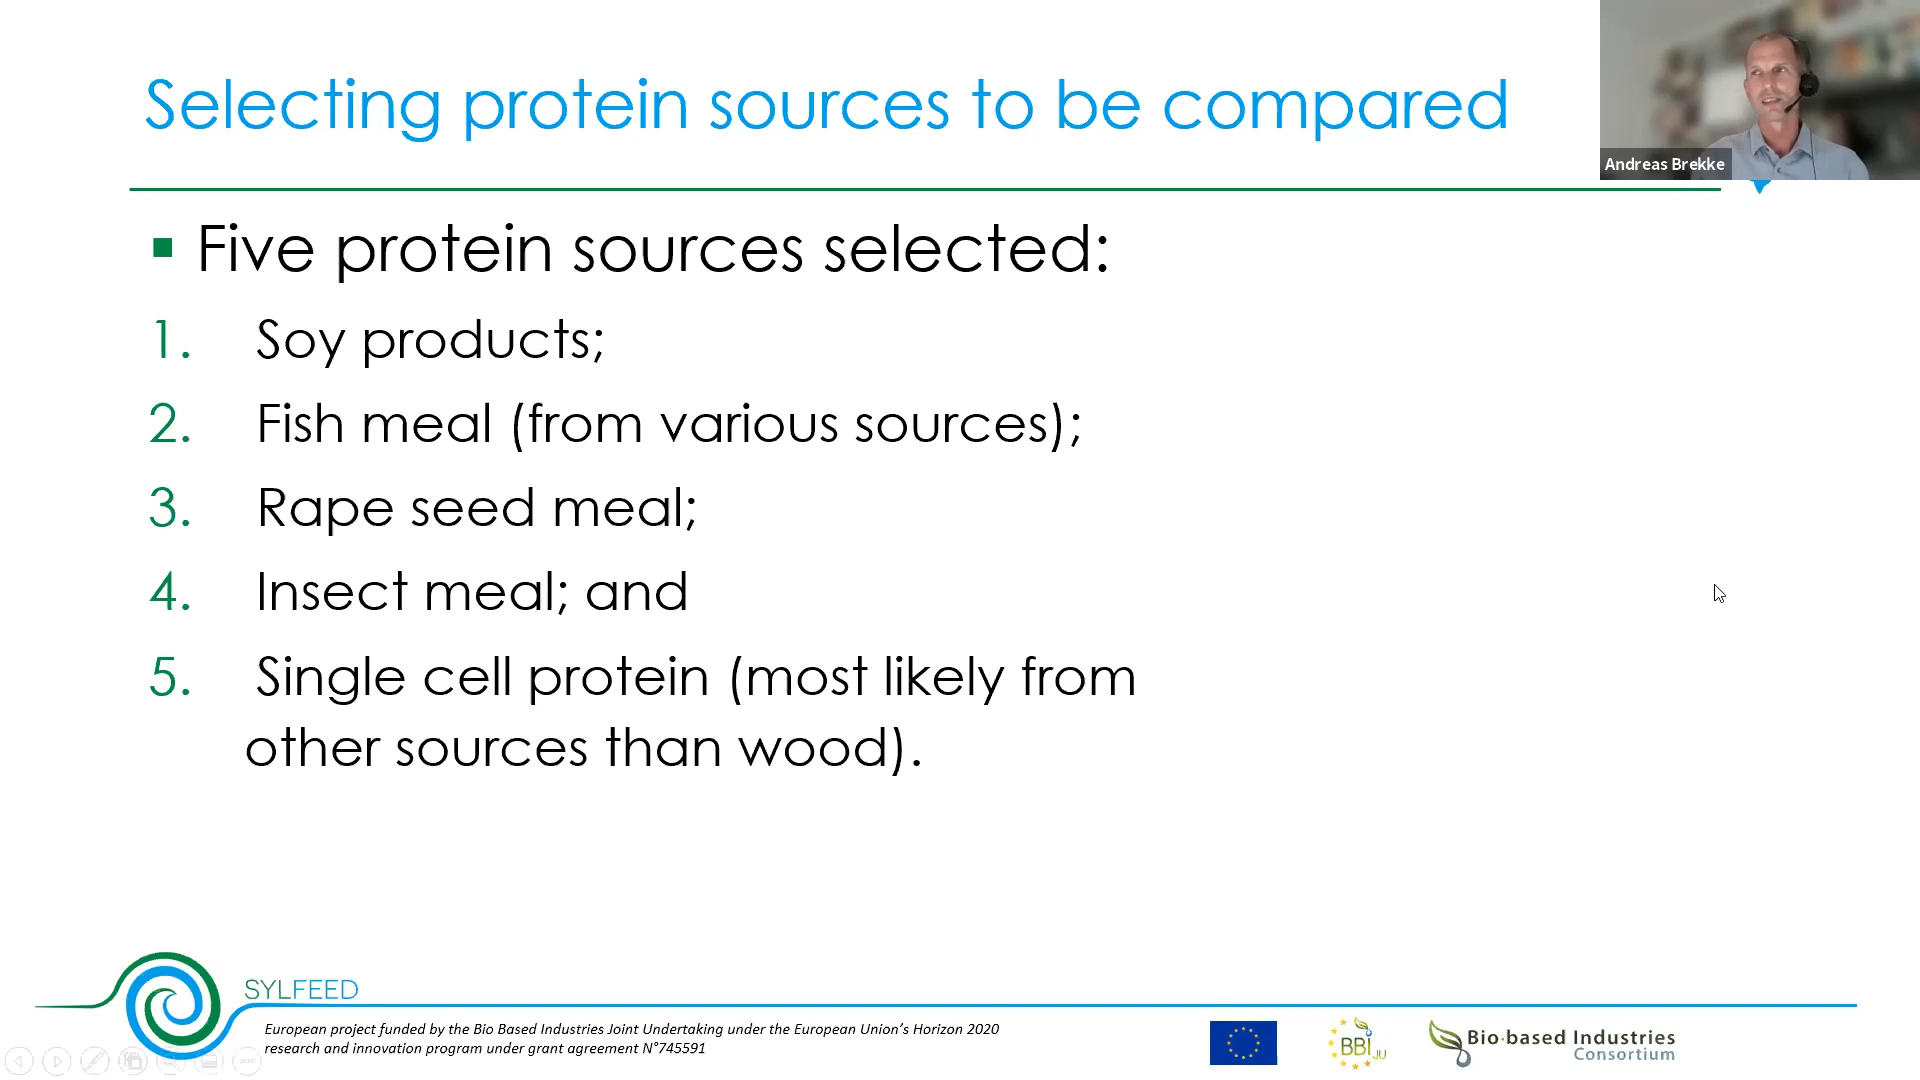 Selecting protein sources to be compared
Andreas Brekke
▪ Five protein sources selected:
1. Soy products;
2. Fish meal (from various sources);
3. Rape seed meal;
4. Insect meal; and
5. Single cell protein (most likely from
other sources than wood).
SYLFEED
European project funded by the Bio Based Industries Joint Undertaking under the European Union’s Horizon 2020
research and innovation program under grant agreement N°745591
BBI JU
Bio-based Industries
Consortium